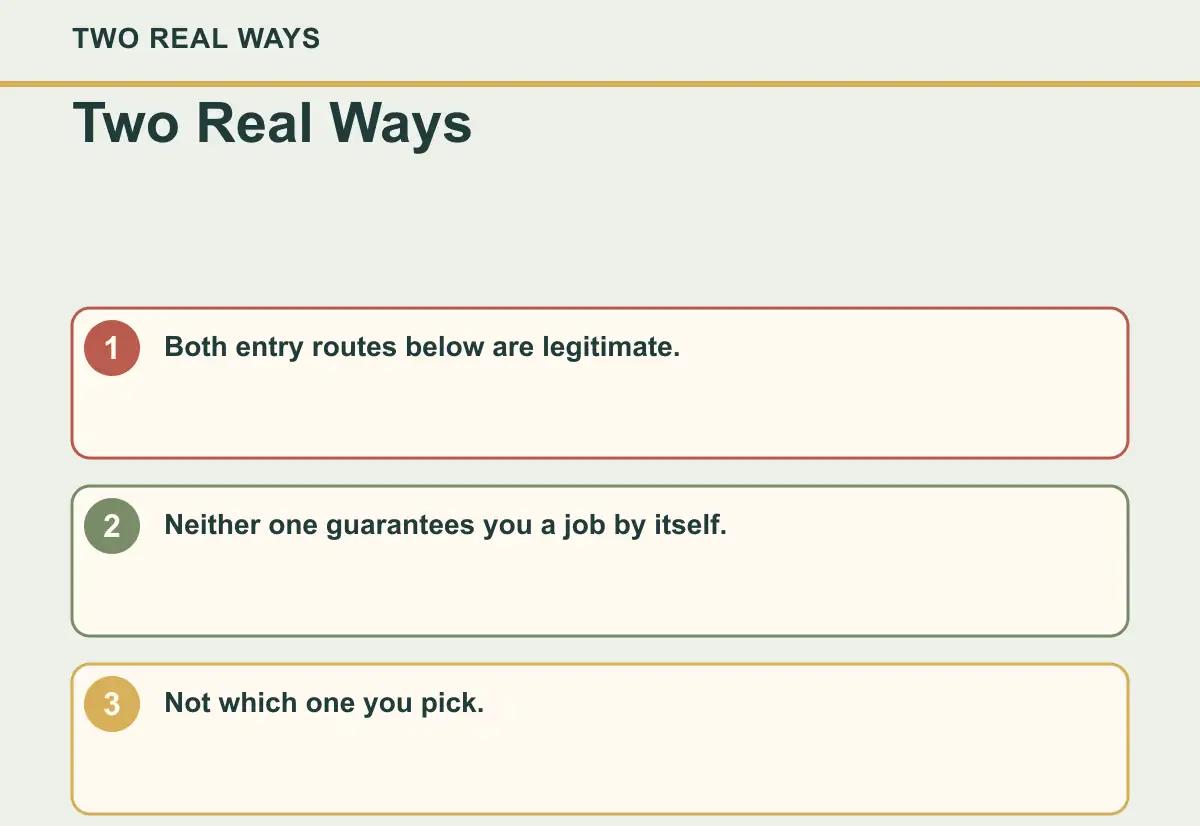 TWO REAL WAYS
Two Real Ways
1 Both entry routes below are legitimate.
2 Neither one guarantees you a job by itself.
3 Not which one you pick.